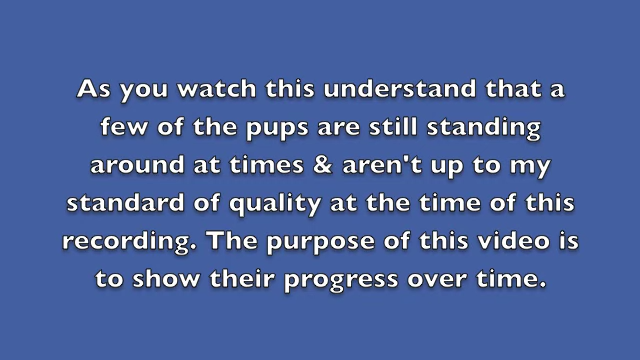 As you watch this understand that a
few of the pups are still standing
around at times & aren't up to my
standard of quality at the time of this
recording. The purpose of this video is
to show their progress over time.